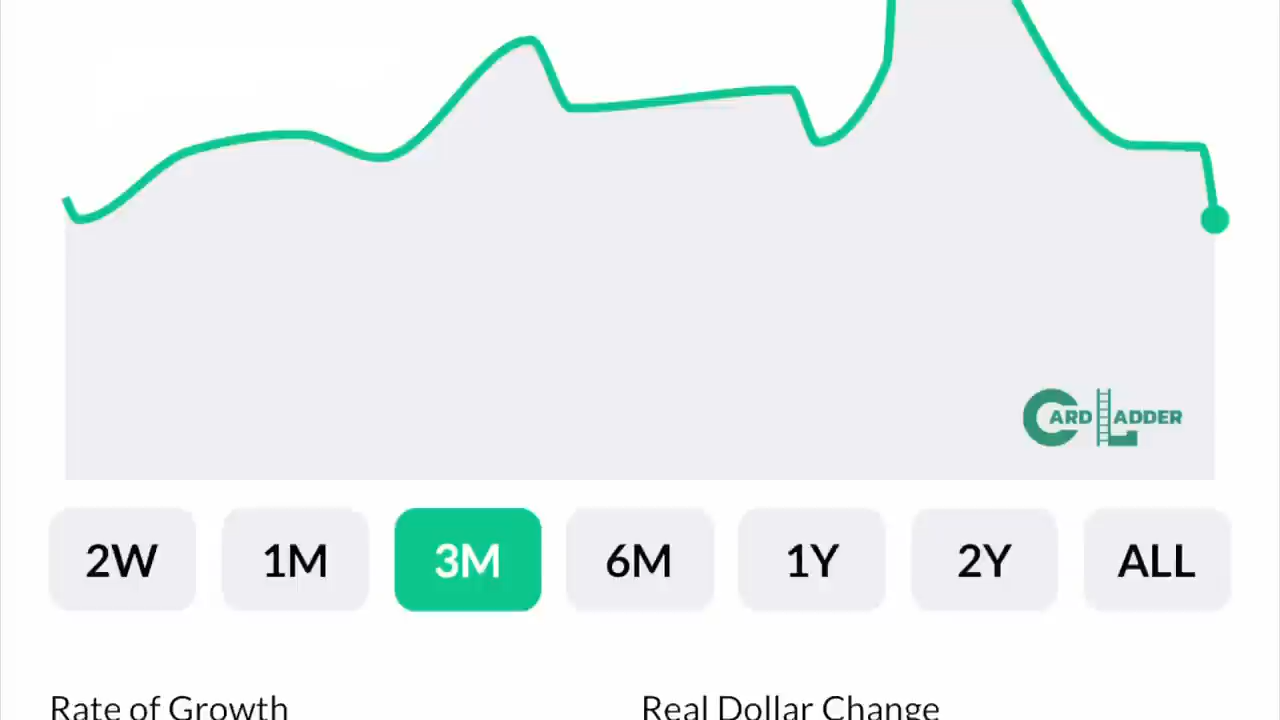 CARD LADDER
2W 1M 3M 6M 1Y 2Y ALL
Rate of Growth Real Dollar Change